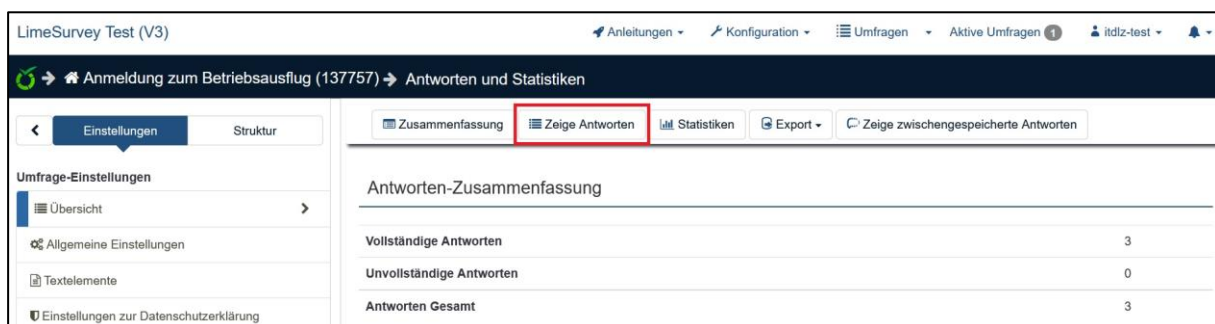 LimeSurvey Test (V3) Anleitungen Konfiguration Umfragen Aktive Umfragen 1 itdlz-test
Anmeldung zum Betriebsausflug (137757) Antworten und Statistiken
Einstellungen Struktur
Zusammenfassung Zeige Antworten Statistiken Export Zeige zwischengespeicherte Antworten
Umfrage-Einstellungen
Übersicht
Allgemeine Einstellungen
Textelemente
Einstellungen zur Datenschutzerklärung
Antworten-Zusammenfassung
Vollständige Antworten 3
Unvollständige Antworten 0
Antworten Gesamt 3